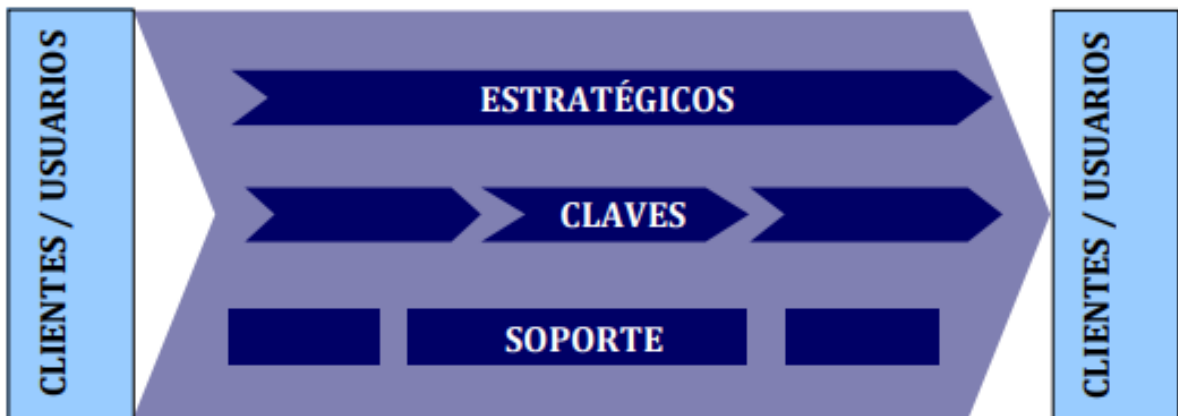 CLIENTES / USUARIOS
ESTRATÉGICOS
CLAVES
SOPORTE
CLIENTES / USUARIOS